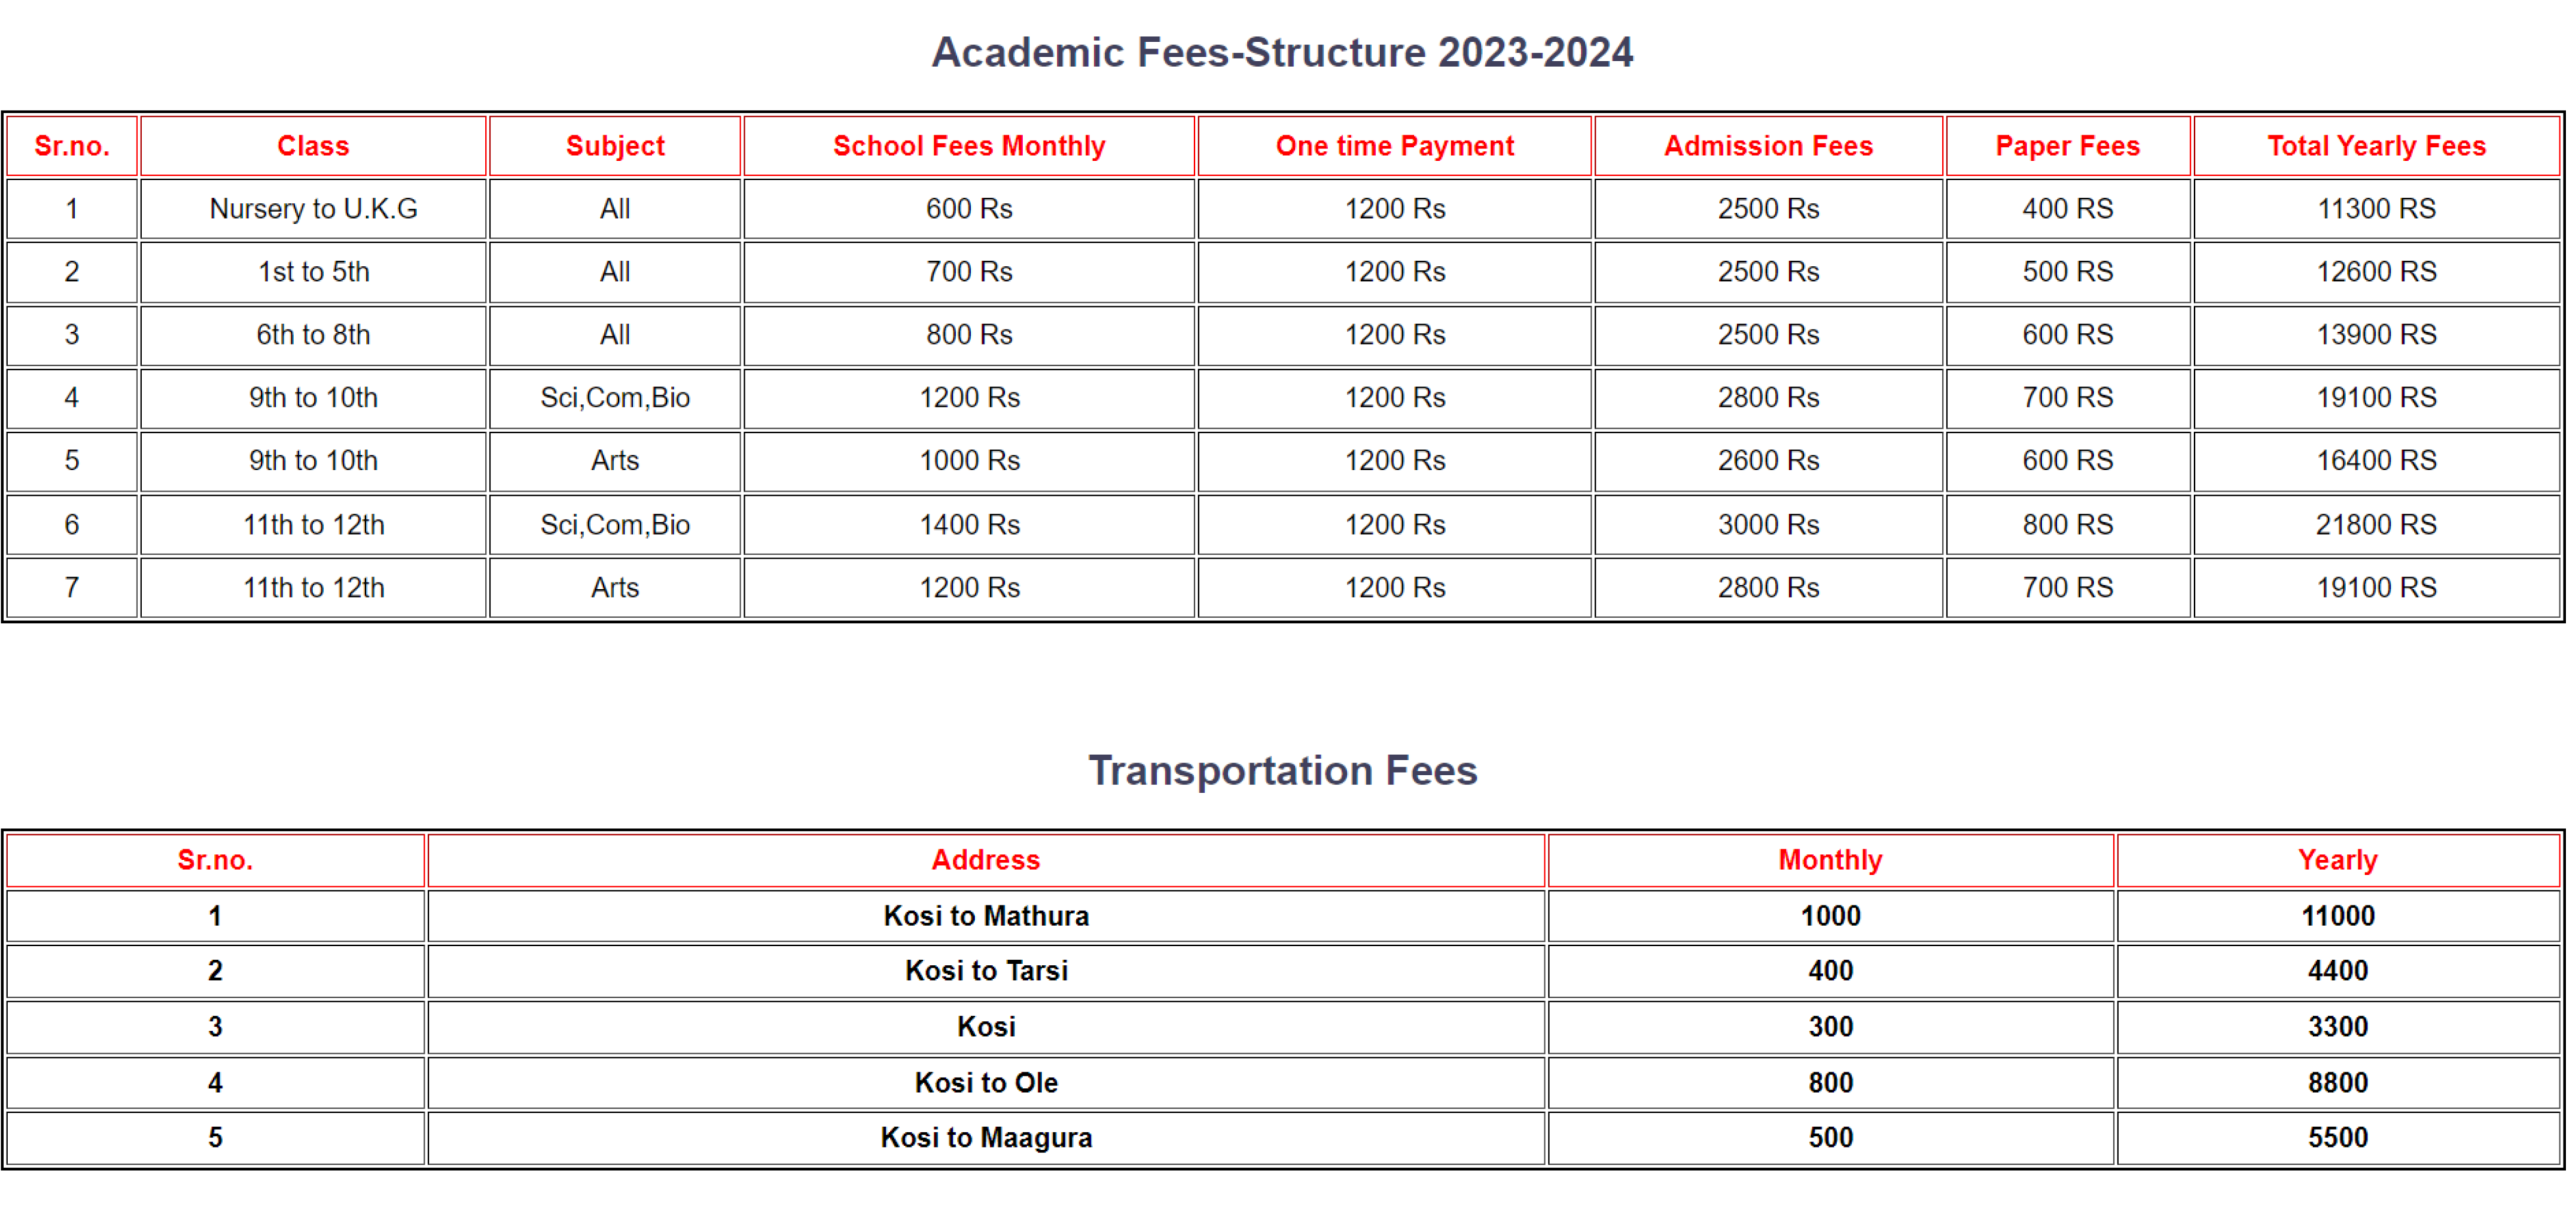 Academic Fees-Structure 2023-2024
Sr.no. Class Subject School Fees Monthly One time Payment Admission Fees Paper Fees Total Yearly Fees
1 Nursery to U.K.G All 600 Rs 1200 Rs 2500 Rs 400 RS 11300 RS
2 1st to 5th All 700 Rs 1200 Rs 2500 Rs 500 RS 12600 RS
3 6th to 8th All 800 Rs 1200 Rs 2500 Rs 600 RS 13900 RS
4 9th to 10th Sci,Com,Bio 1200 Rs 1200 Rs 2800 Rs 700 RS 19100 RS
5 9th to 10th Arts 1000 Rs 1200 Rs 2600 Rs 600 RS 16400 RS
6 11th to 12th Sci,Com,Bio 1400 Rs 1200 Rs 3000 Rs 800 RS 21800 RS
7 11th to 12th Arts 1200 Rs 1200 Rs 2800 Rs 700 RS 19100 RS
Transportation Fees
Sr.no. Address Monthly Yearly
1 Kosi to Mathura 1000 11000
2 Kosi to Tarsi 400 4400
3 Kosi 300 3300
4 Kosi to Ole 800 8800
5 Kosi to Maagura 500 5500